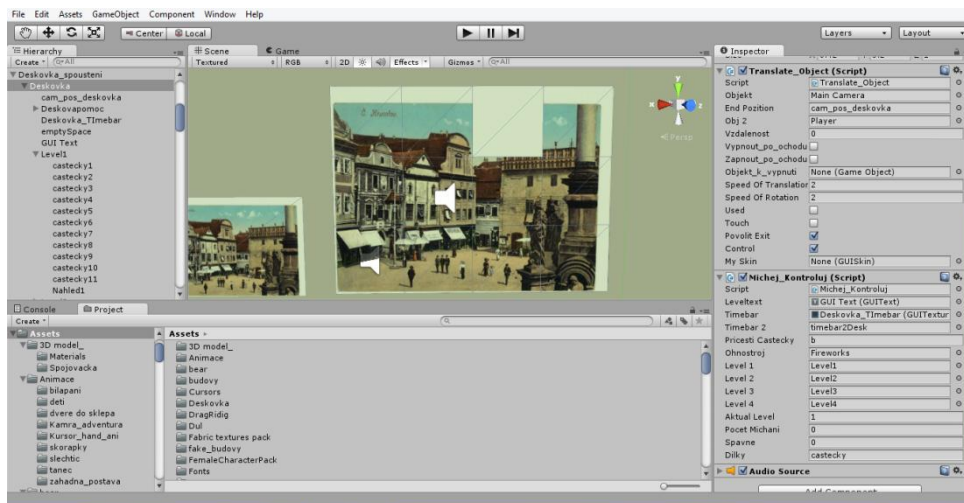 File Edit Assets GameObject Component Window Help
Center Local
Layers Layout
Hierarchy
Create All
Deskovka_spousteni
Deskovka
cam_pos_deskovka
Deskovapomoc
Deskovka_TImebar
emptySpace
GUI Text
Level1
castecky1
castecky2
castecky3
castecky4
castecky5
castecky6
castecky7
castecky8
castecky9
castecky10
castecky11
Nahled1
Scene Game
Textured RGB 2D Effects Gizmos All
y
x z
Persp
Inspector
Translate_Object (Script)
Script Translate_Object
Objekt Main Camera
End Pozition cam_pos_deskovka
Obj 2 Player
Vzdalenost 0
Vypnout_po_ochodu
Zapnout_po_ochodu
Objekt_k_vypnuti None (Game Object)
Speed Of Translation 2
Speed Of Rotation 2
Used
Touch
Povolit Exit
Control
My Skin None (GUISkin)
Michej_Kontroluj (Script)
Script Michej_Kontroluj
Leveltext GUI Text (GUIText)
Timebar Deskovka_TImebar (GUITextur
Timebar 2 timebar2Desk
Pricesti Castecky b
Ohnostroj Fireworks
Level 1 Level1
Level 2 Level2
Level 3 Level3
Level 4 Level4
Aktual Level 1
Pocet Michani 0
Spavne 0
Dilky castecky
Audio Source
Add Component
Console Project
Create
Assets
3D model_
Materials
Spojovacka
Animace
bilapani
deti
dvere do sklepa
Kamra_adventura
Kursor_hand_ani
skorapky
slechtic
tanec
zahadna_postava
Assets
3D model_
Animace
bear
budovy
Cursors
Deskovka
DragRidig
Dul
Fabric textures pack
fake_budovy
FemaleCharacterPack
Fonts